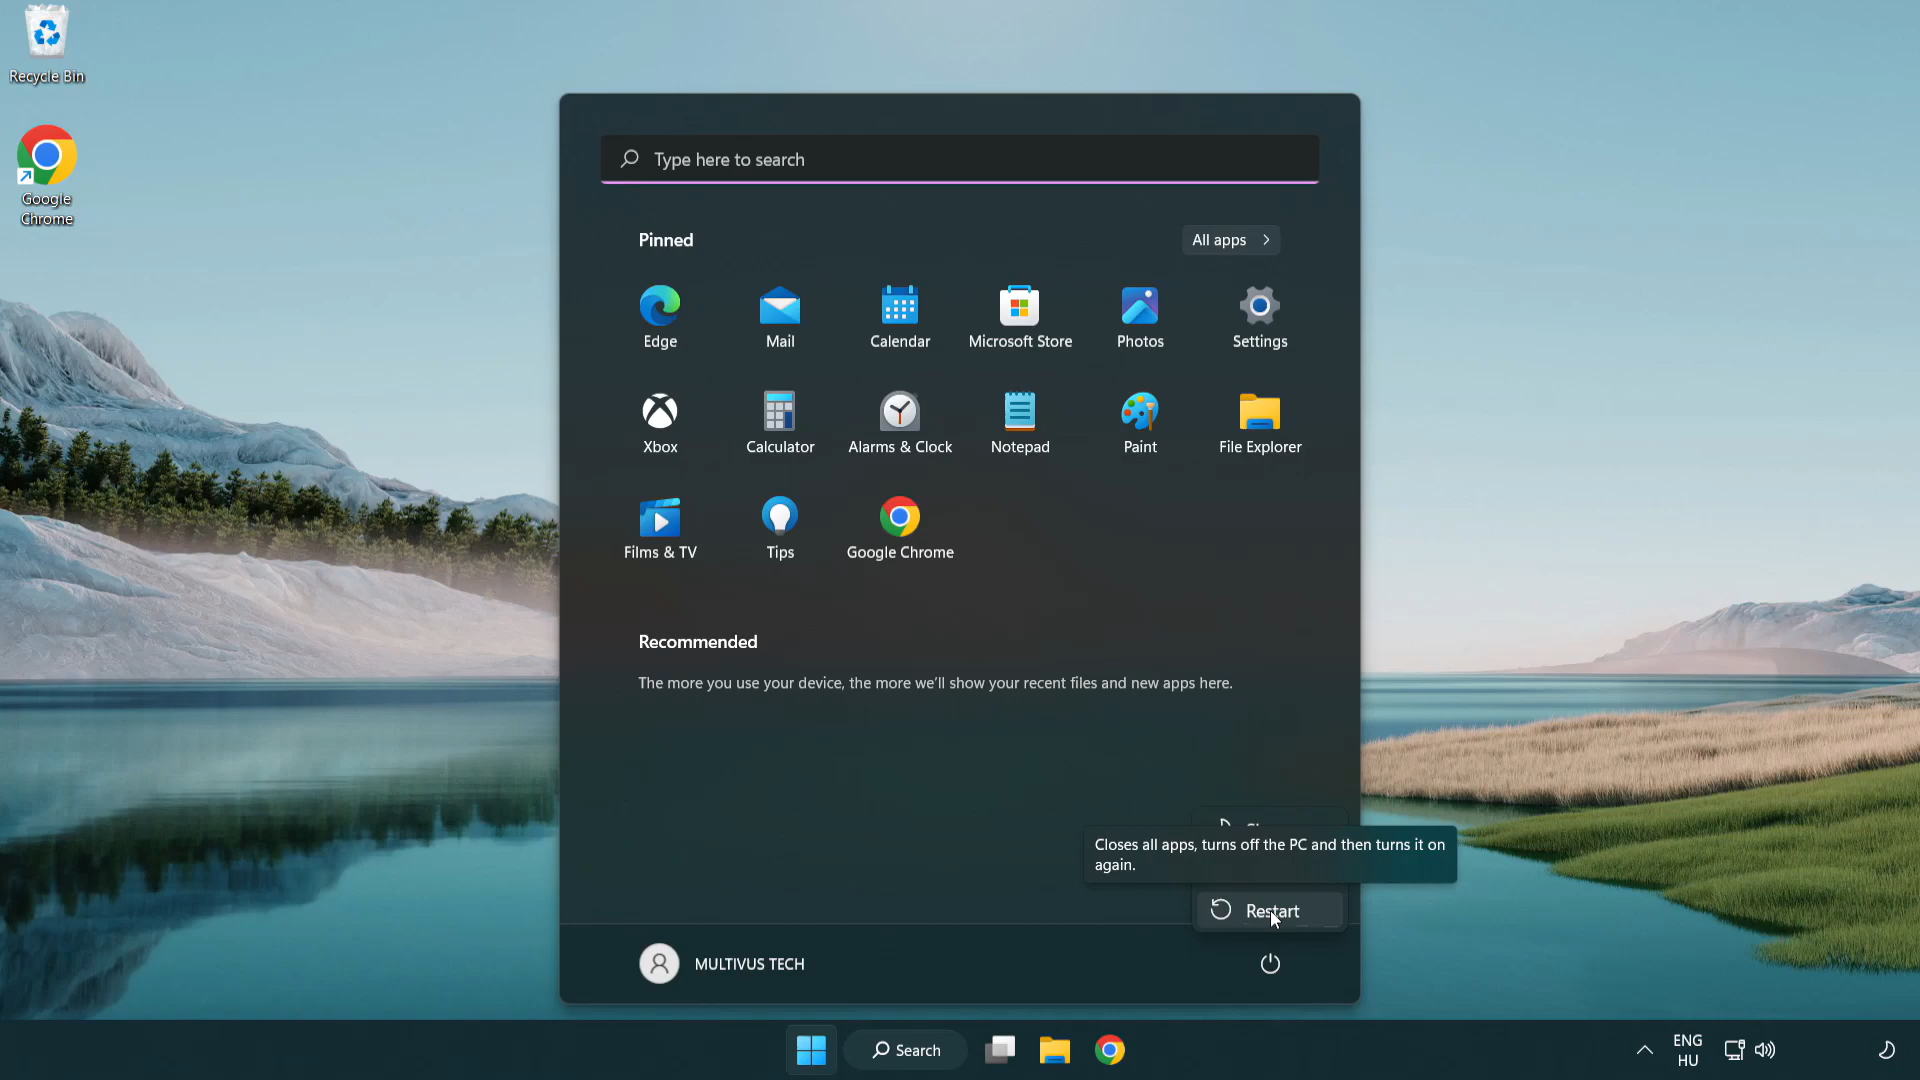 Recycle Bin
Google
Chrome
Type here to search
Pinned
All apps
Edge
Mail
Calendar
Microsoft Store
Photos
Settings
Xbox
Calculator
Alarms & Clock
Notepad
Paint
File Explorer
Films & TV
Tips
Google Chrome
Recommended
The more you use your device, the more we'll show your recent files and new apps here.
Closes all apps, turns off the PC and then turns it on
again.
Restart
MULTIVUS TECH
Search
ENG
HU